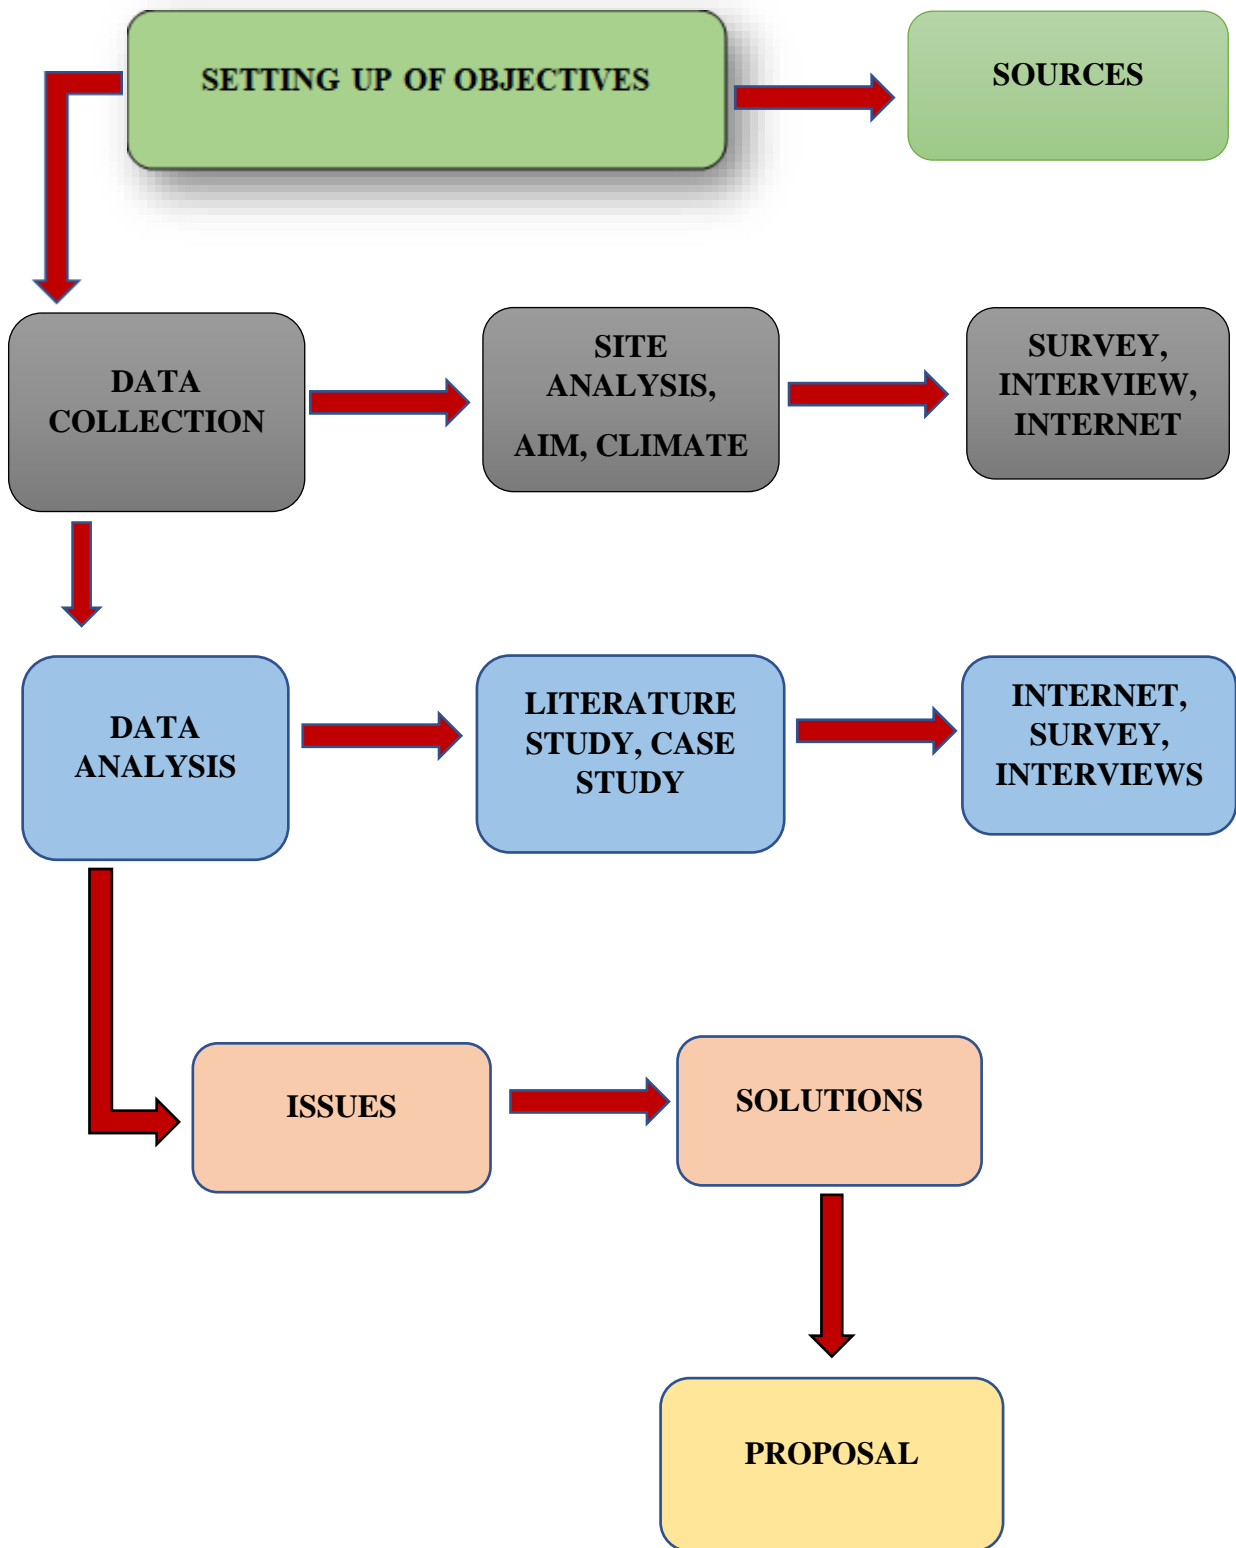 SETTING UP OF OBJECTIVES
SOURCES
DATA
COLLECTION
SITE
ANALYSIS,
AIM, CLIMATE
SURVEY,
INTERVIEW,
INTERNET
DATA
ANALYSIS
LITERATURE
STUDY, CASE
STUDY
INTERNET,
SURVEY,
INTERVIEWS
ISSUES
SOLUTIONS
PROPOSAL